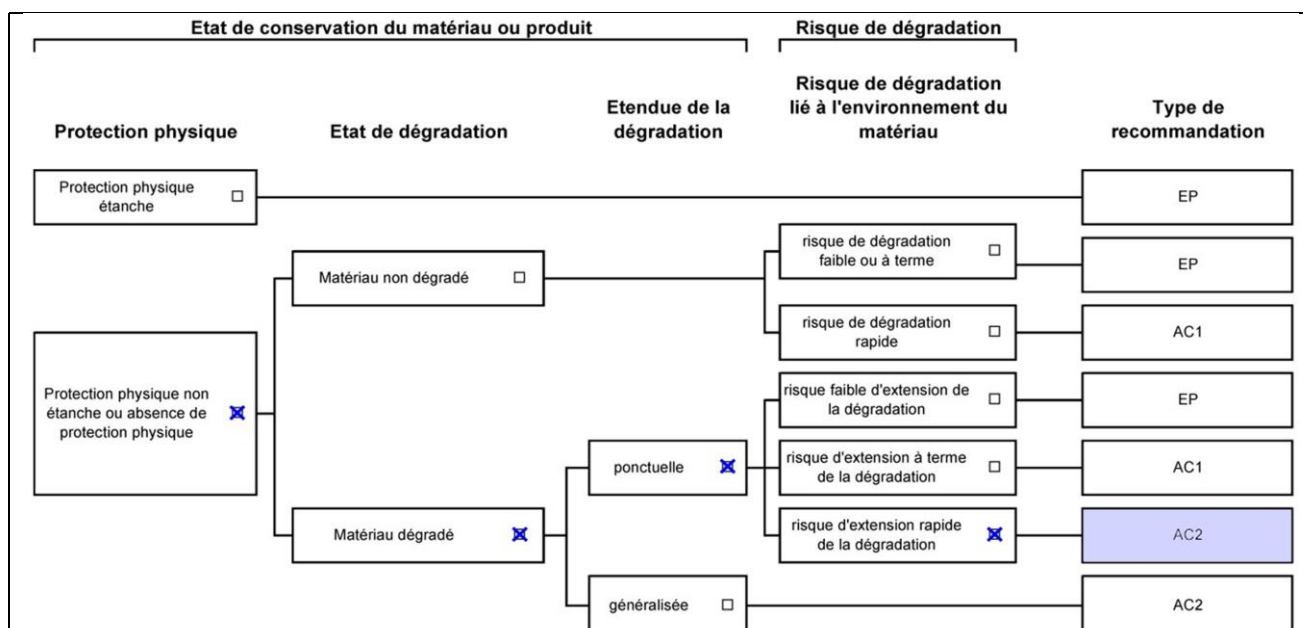 Etat de conservation du matériau ou produit
Risque de dégradation
Protection physique
Etat de dégradation
Etendue de la
dégradation
Risque de dégradation
lié à l'environnement du
matériau
Type de
recommandation
Protection physique
étanche
EP
Matériau non dégradé
risque de dégradation
faible ou à terme
EP
risque de dégradation
rapide
AC1
Protection physique non
étanche ou absence de
protection physique
risque faible d'extension de
la dégradation
EP
ponctuelle
risque d'extension à terme
de la dégradation
AC1
Matériau dégradé
risque d'extension rapide
de la dégradation
AC2
généralisée
AC2